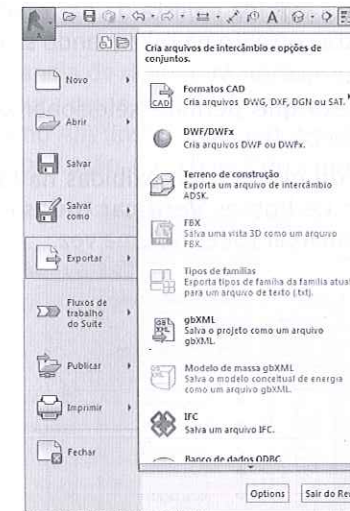 Cria arquivos de intercâmbio e opções de
conjuntos.
Novo
Abrir
Salvar
Salvar
como
Exportar
Fluxos de
trabalho
do Suite
Publicar
Imprimir
Fechar
Formatos CAD
Cria arquivos DWG, DXF, DGN ou SAT.
CAD
DWF/DWFx
Cria arquivos DWF ou DWFx.
Terreno de construção
Exporta um arquivo de intercâmbio
ADSK.
FBX
Salva uma vista 3D como um arquivo
FBX.
Tipos de famílias
Exporta tipos de família da família atual
para um arquivo de texto (.txt).
gbXML
Salva o projeto como um arquivo
gbXML.
Modelo de massa gbXML
Salva o modelo conceitual de energia
como um arquivo gbXML.
IFC
Salva um arquivo IFC.
Banco de dados ODBC
Options
Sair do Re